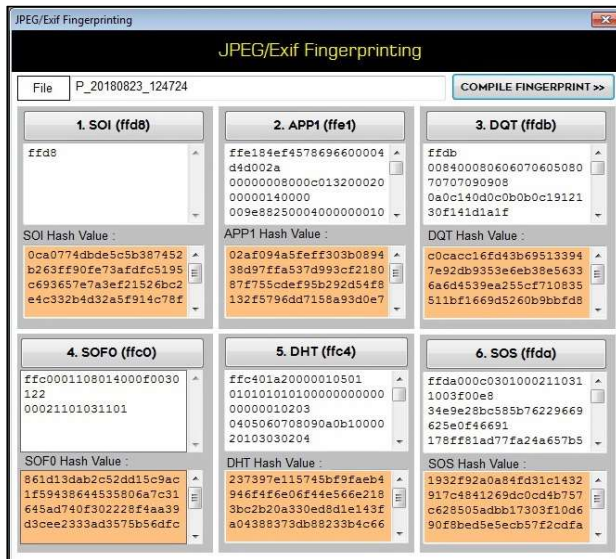 JPEG/Exif Fingerprinting
JPEG/Exif Fingerprinting
File P_20180823_124724 COMPILE FINGERPRINT >>
1. SOI (ffd8)
ffd8
SOI Hash Value :
0ca0774dbde5c5b387452
b263ff90fe73afdfc5195
c693657e7a3ef21526bc2
e4c332b4d32a5f914c78f
2. APP1 (ffe1)
ffe184ef4578696600004
d4d002a
00000008000c013200020
00000140000
009e88250004000000010
APP1 Hash Value :
02af094a5feff303b0894
38d97ffa537d993cf2180
87f755cdef95b292d54f8
132f5796dd7158a93d0e7
3. DQT (ffdb)
ffdb
008400080606070605080
70707090908
0a0c140d0c0b0b0c19121
30f141d1a1f
DQT Hash Value :
c0cacc16fd43b69513394
7e92db9353e6eb38e5633
6a6d4539ea255cf710835
511bf1669d5260b9bbfd8
4. SOF0 (ffc0)
ffc0001108014000f0030
122
00021101031101
SOF0 Hash Value :
861d13dab2c52dd15c9ac
1f59438644535806a7c31
645ad740f302228f4aa39
d3cee2333ad3575b56dfc
5. DHT (ffc4)
ffc401a20000010501
010101010100000000000
00000010203
0405060708090a0b10000
20103030204
DHT Hash Value :
237397e115745bf9faeb4
946f4f6e06f44e566e218
3bc2b20a330ed8d1e143f
a04388373db88233b4c66
6. SOS (ffda)
ffda000c0301000211031
1003f00e8
34e9e28bc585b76229669
625e0f46691
178ff81ad77fa24a657b5
SOS Hash Value :
1932f92a0a84fd31c1432
917c4841269dc0cd4b757
c628505adbb17303f10d6
90f8bed5e5ecb57f2cdfa